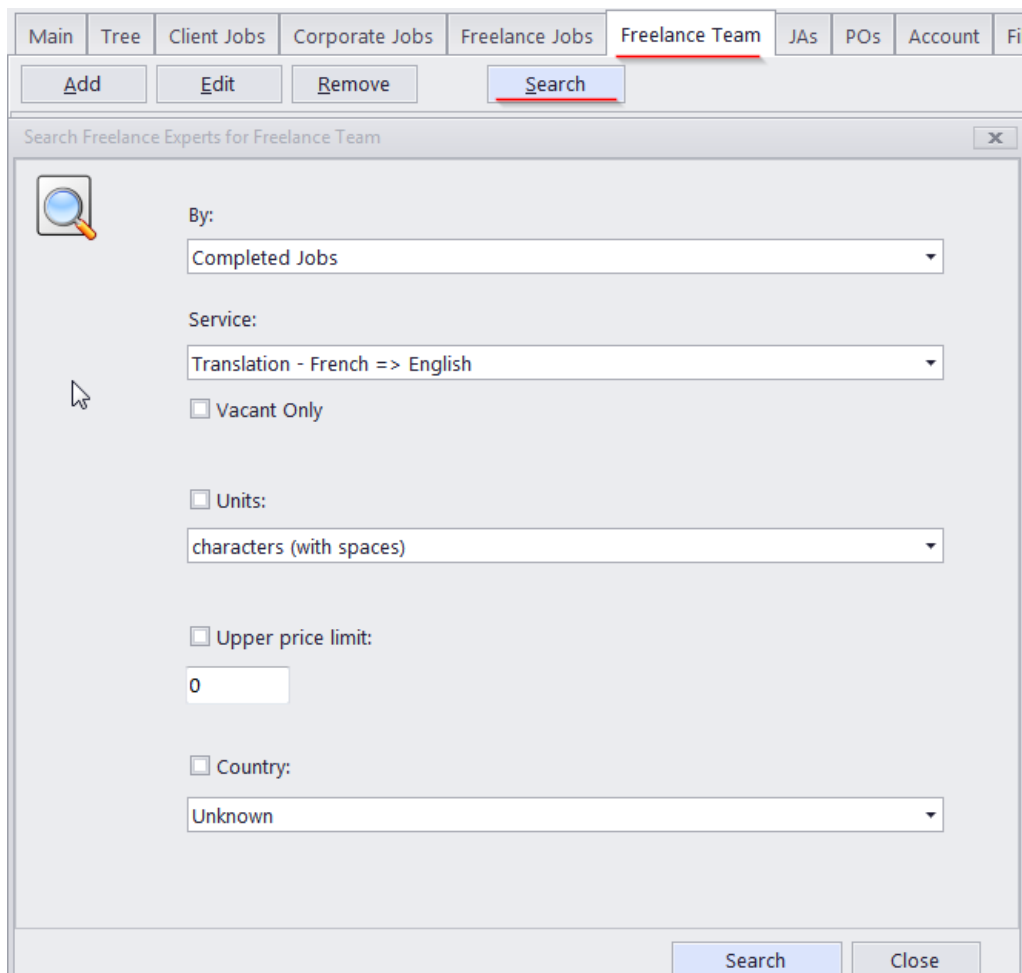 Main Tree Client Jobs Corporate Jobs Freelance Jobs Freelance Team JAs POs Account Fi
Add Edit Remove Search
Search Freelance Experts for Freelance Team x
By:
Completed Jobs
Service:
Translation - French => English
Vacant Only
Units:
characters (with spaces)
Upper price limit:
0
Country:
Unknown
Search Close